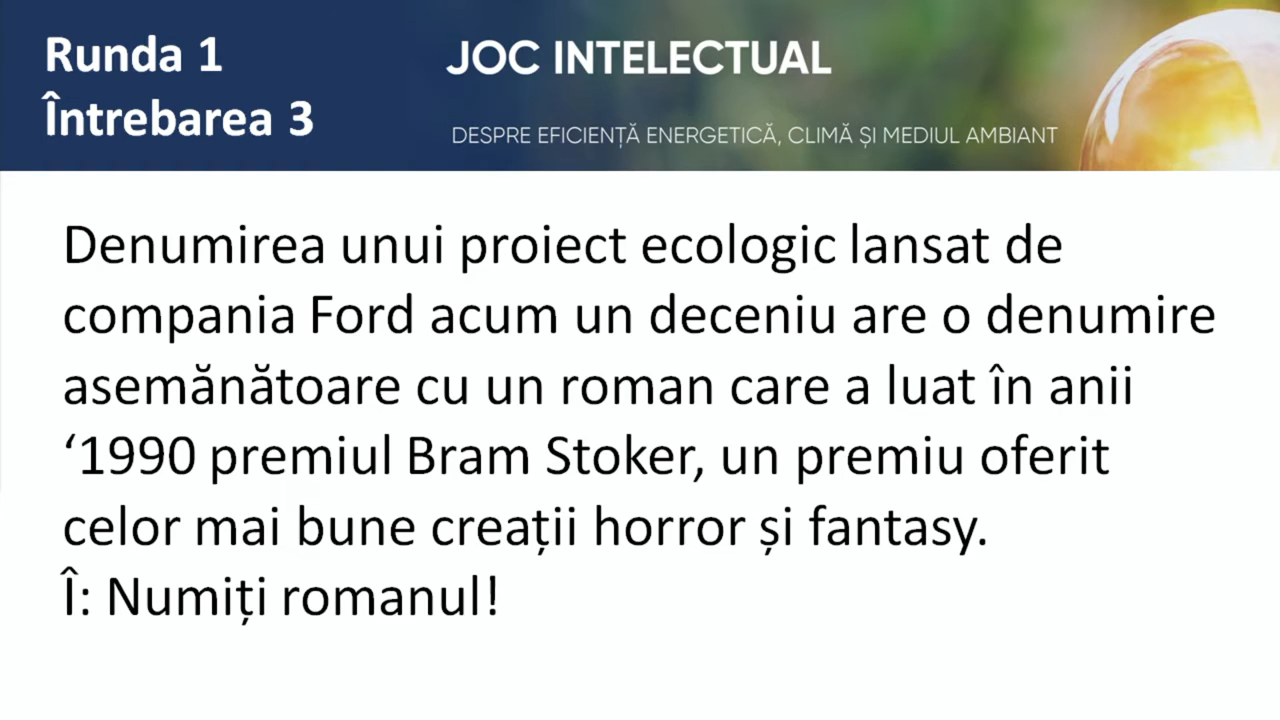 Runda 1
Întrebarea 3
JOC INTELECTUAL
DESPRE EFICIENȚĂ ENERGETICĂ, CLIMĂ ȘI MEDIUL AMBIANT
Denumirea unui proiect ecologic lansat de
compania Ford acum un deceniu are o denumire
asemănătoare cu un roman care a luat în anii
‘1990 premiul Bram Stoker, un premiu oferit
celor mai bune creații horror și fantasy.
Î: Numiți romanul!